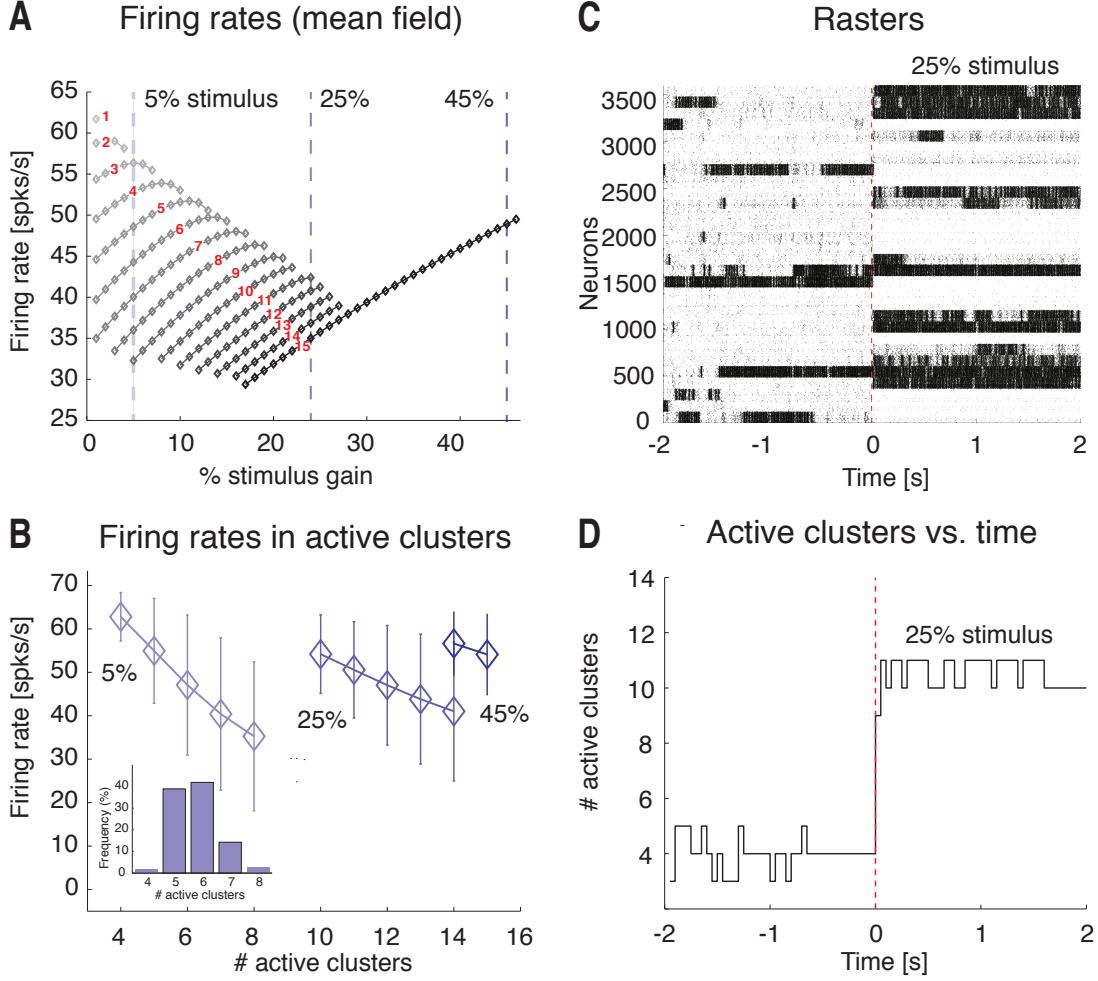 A Firing rates (mean field)
65
60
55
50
45
40
35
30
25
Firing rate [spks/s]
5% stimulus 25% 45%
1
2
3
4
5
6
7
8
9
10
11
12
13
14
15
0 10 20 30 40
% stimulus gain
C Rasters
25% stimulus
3500
3000
2500
2000
1500
1000
500
0
Neurons
-2 -1 0 1 2
Time [s]
B Firing rates in active clusters
70
60
50
40
30
20
10
0
Firing rate [spks/s]
5%
25%
45%
40
30
20
10
0
Frequency (%)
4 5 6 7 8
# active clusters
4 6 8 10 12 14 16
# active clusters
D Active clusters vs. time
14
12
10
8
6
4
# active clusters
25% stimulus
-2 -1 0 1 2
Time [s]